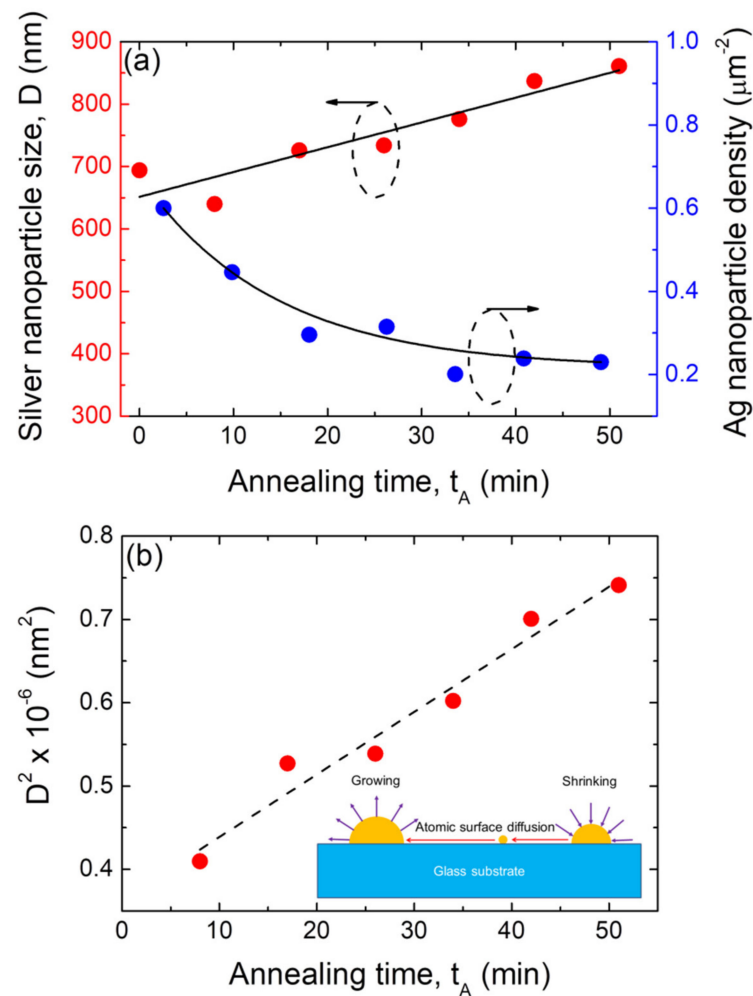 (a)
Silver nanoparticle size, D (nm)
900
800
700
600
500
400
300
1.0
0.8
0.6
0.4
0.2
Ag nanoparticle density (μm⁻²)
0 10 20 30 40 50
Annealing time, t_A (min)
(b)
D² x 10⁻⁶ (nm²)
0.8
0.7
0.6
0.5
0.4
Growing Shrinking
Atomic surface diffusion
Glass substrate
0 10 20 30 40 50
Annealing time, t_A (min)